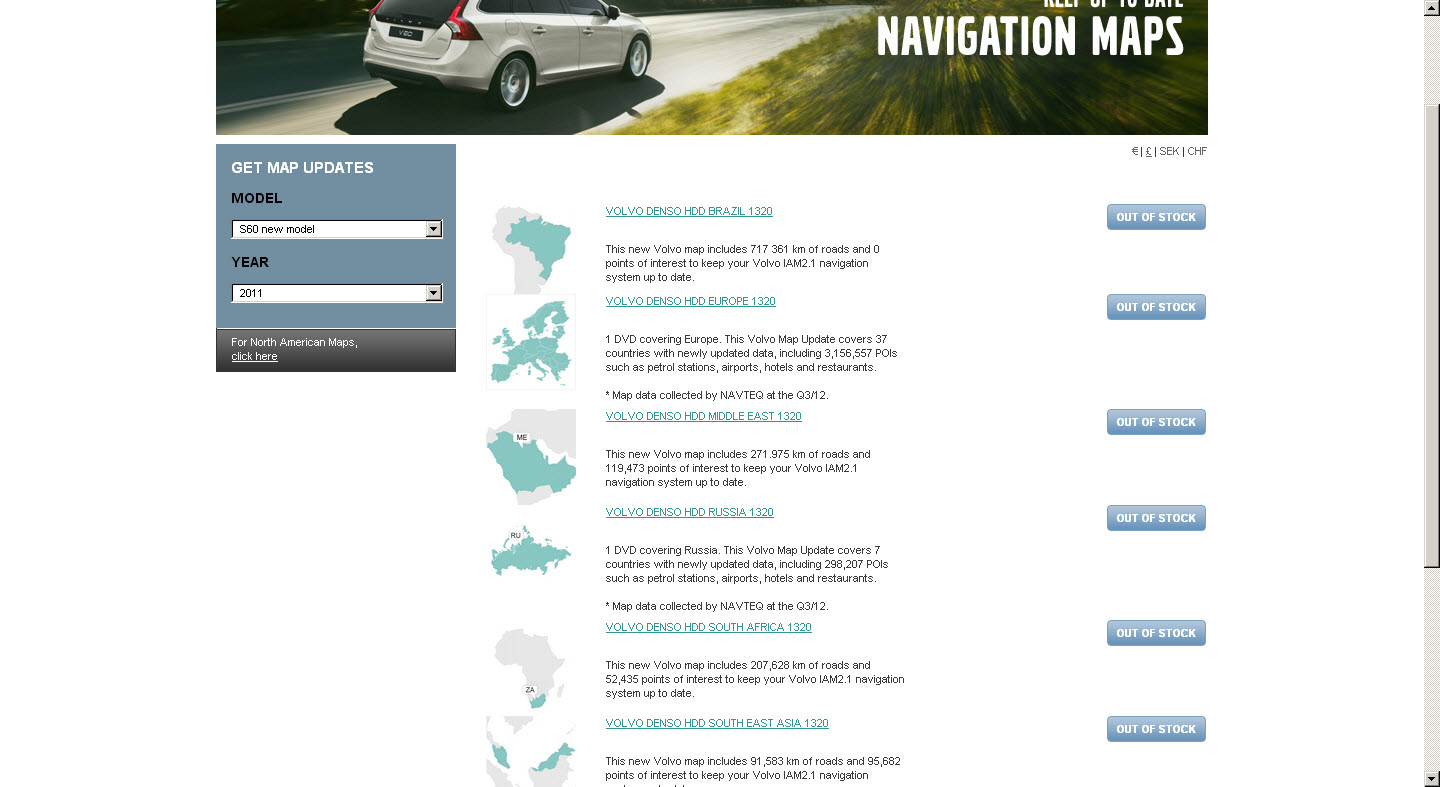 KEEP UP TO DATE
NAVIGATION MAPS
V60
GET MAP UPDATES
MODEL
S60 new model
YEAR
2011
For North American Maps,
click here
€ | £ | SEK | CHF
VOLVO DENSO HDD BRAZIL 1320
OUT OF STOCK
This new Volvo map includes 717 361 km of roads and 0
points of interest to keep your Volvo IAM2.1 navigation
system up to date.
VOLVO DENSO HDD EUROPE 1320
OUT OF STOCK
1 DVD covering Europe. This Volvo Map Update covers 37
countries with newly updated data, including 3,156,557 POIs
such as petrol stations, airports, hotels and restaurants.
* Map data collected by NAVTEQ at the Q3/12.
ME
VOLVO DENSO HDD MIDDLE EAST 1320
OUT OF STOCK
This new Volvo map includes 271.975 km of roads and
119,473 points of interest to keep your Volvo IAM2.1
navigation system up to date.
RU
VOLVO DENSO HDD RUSSIA 1320
OUT OF STOCK
1 DVD covering Russia. This Volvo Map Update covers 7
countries with newly updated data, including 298,207 POIs
such as petrol stations, airports, hotels and restaurants.
* Map data collected by NAVTEQ at the Q3/12.
ZA
VOLVO DENSO HDD SOUTH AFRICA 1320
OUT OF STOCK
This new Volvo map includes 207,628 km of roads and
52,435 points of interest to keep your Volvo IAM2.1 navigation
system up to date.
VOLVO DENSO HDD SOUTH EAST ASIA 1320
OUT OF STOCK
This new Volvo map includes 91,583 km of roads and 95,682
points of interest to keep your Volvo IAM2.1 navigation